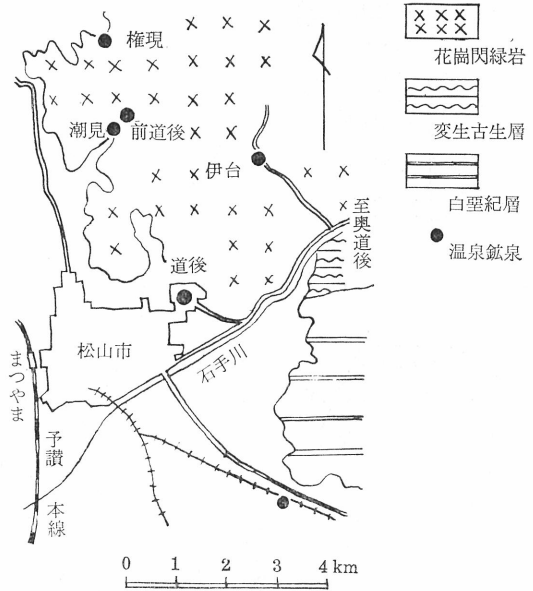 権現
潮見
前道後
伊台
至奥道後
道後
松山市
石手川
まつやま
予讃本線
花崗閃緑岩
変生古生層
白堊紀層
温泉鉱泉
0 1 2 3 4 km